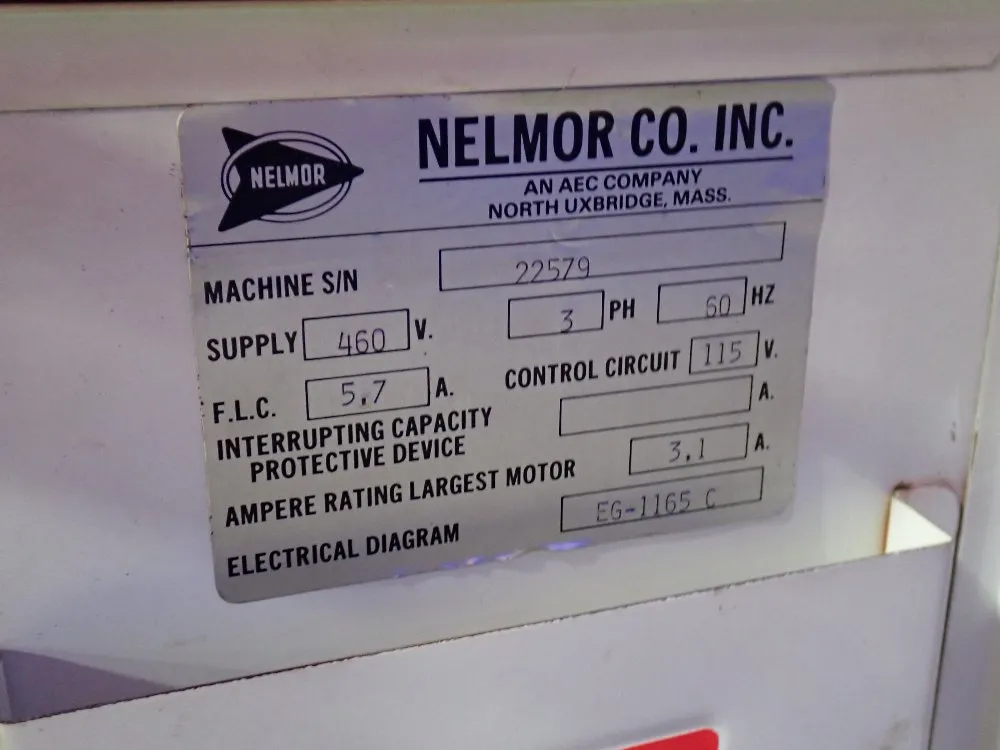 NELMOR
NELMOR CO. INC.
AN AEC COMPANY
NORTH UXBRIDGE, MASS.
MACHINE S/N 22579
SUPPLY 460 V. 3 PH 60 HZ
F.L.C. 5.7 A. CONTROL CIRCUIT 115 V.
INTERRUPTING CAPACITY
PROTECTIVE DEVICE A.
AMPERE RATING LARGEST MOTOR 3.1 A.
ELECTRICAL DIAGRAM EG-1165 C